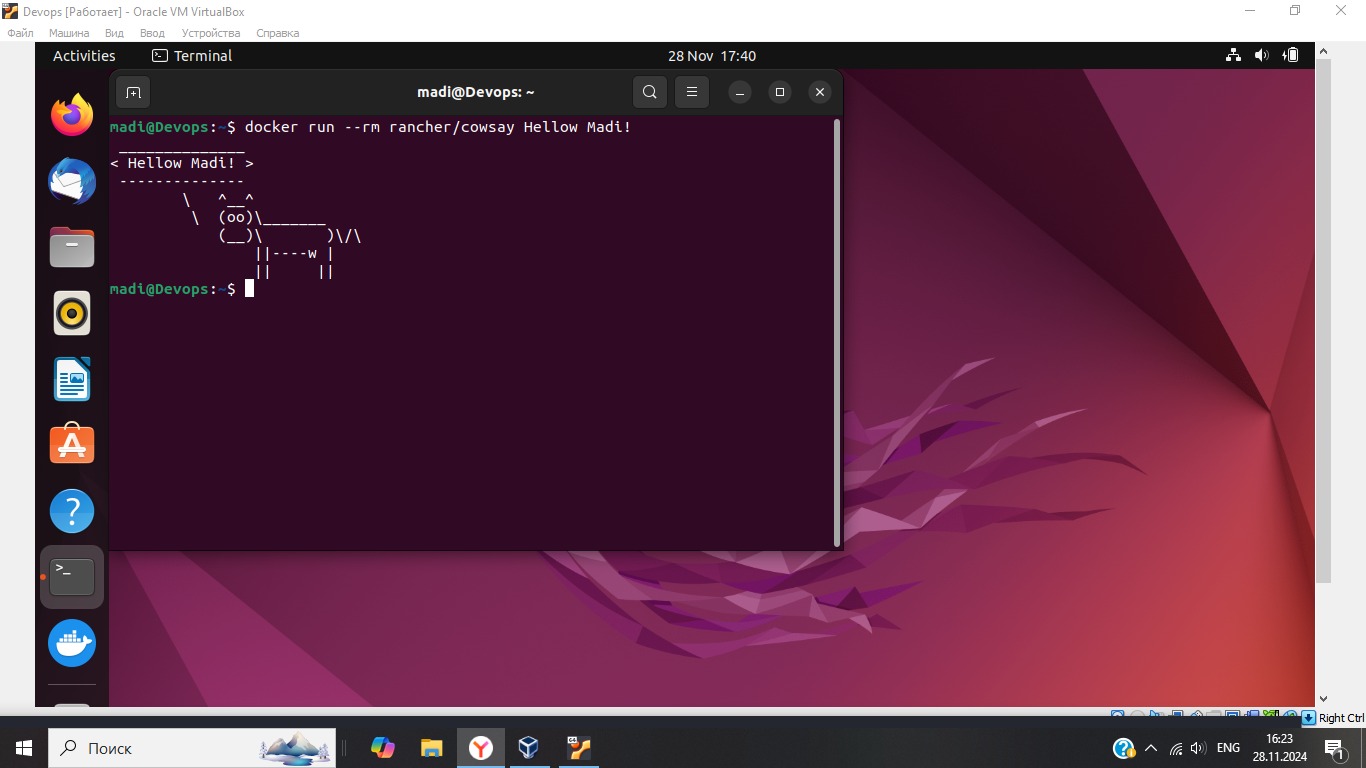 Devops [Работает] - Oracle VM VirtualBox
Файл Машина Вид Ввод Устройства Справка
Activities Terminal 28 Nov 17:40
madi@Devops: ~
madi@Devops:~$ docker run --rm rancher/cowsay Hellow Madi!
 ______________
< Hellow Madi! >
 --------------
        \   ^__^
         \  (oo)\_______
            (__)\       )\/\
                ||----w |
                ||     ||
madi@Devops:~$
Right Ctrl
Поиск
ENG
16:23
28.11.2024
1